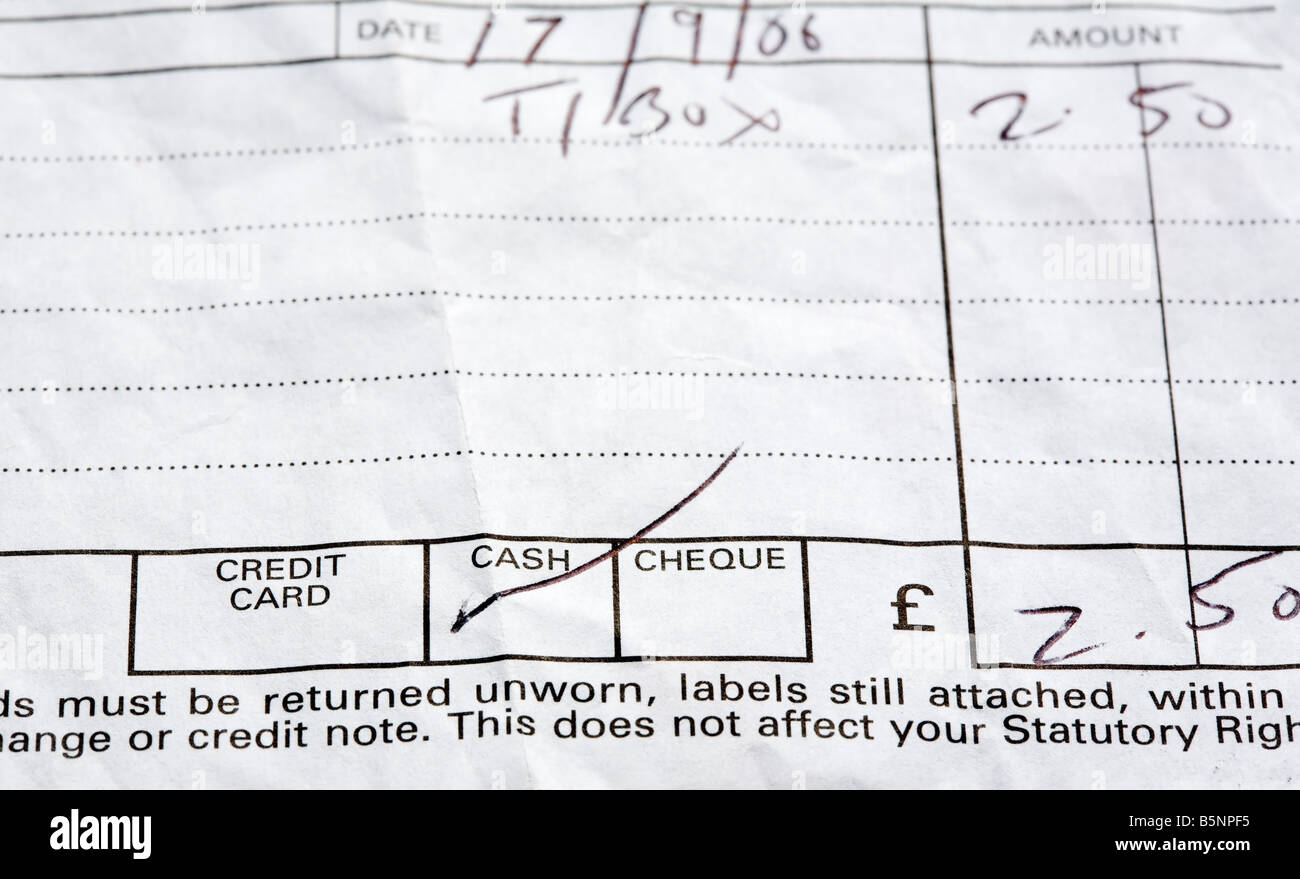 DATE 17/9/06 AMOUNT
T/Box 2.50
CREDIT CARD CASH CHEQUE £ 2.50
ds must be returned unworn, labels still attached, within
hange or credit note. This does not affect your Statutory Righ
alamy
Image ID: B5NPF5
www.alamy.com